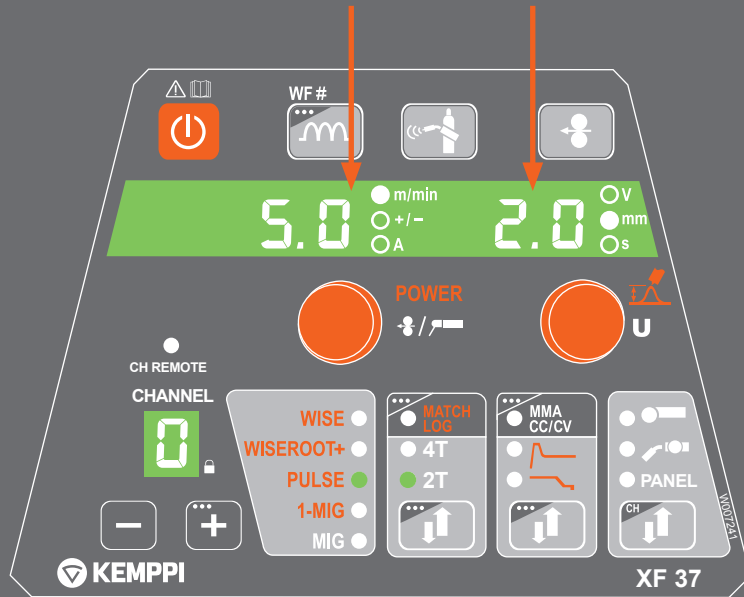 WF #
5.0
m/min
+/-
A
2.0
V
mm
s
POWER
U
CH REMOTE
CHANNEL
0
WISE
WISEROOT+
PULSE
1-MIG
MIG
MATCH
LOG
4T
2T
MMA
CC/CV
PANEL
CH
W007241
KEMPPI
XF 37